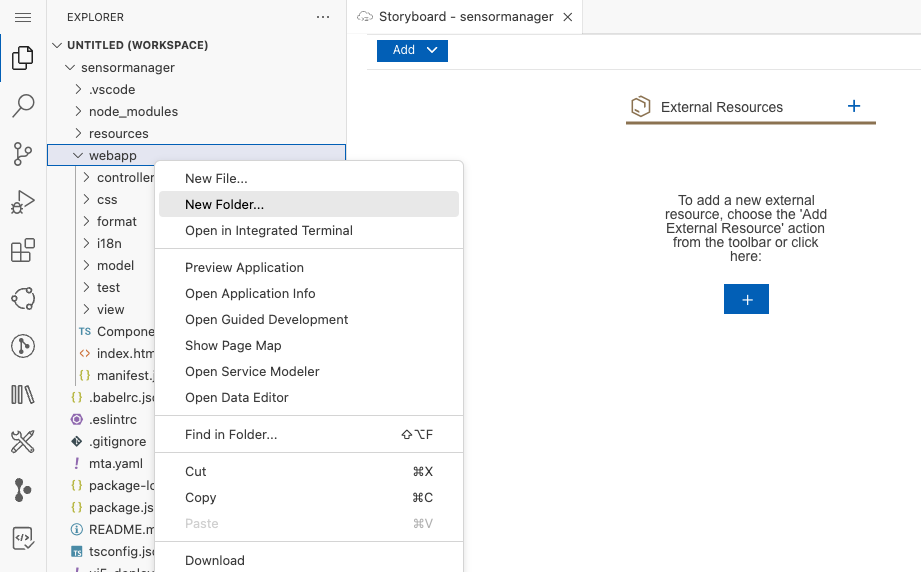 EXPLORER
Storyboard - sensormanager
UNTITLED (WORKSPACE)
Add
sensormanager
.vscode
node_modules
External Resources
resources
webapp
controller
css
format
i18n
model
test
view
TS Compone
index.htm
manifest.j
.babelrc.jso
.eslintrc
.gitignore
mta.yaml
package-lo
package.js
README.m
TS tsconfig.jso
New File...
New Folder...
Open in Integrated Terminal
Preview Application
Open Application Info
Open Guided Development
Show Page Map
Open Service Modeler
Open Data Editor
Find in Folder... ⇧⌥F
Cut ⌘X
Copy ⌘C
Paste ⌘V
Download
To add a new external
resource, choose the 'Add
External Resource' action
from the toolbar or click
here: